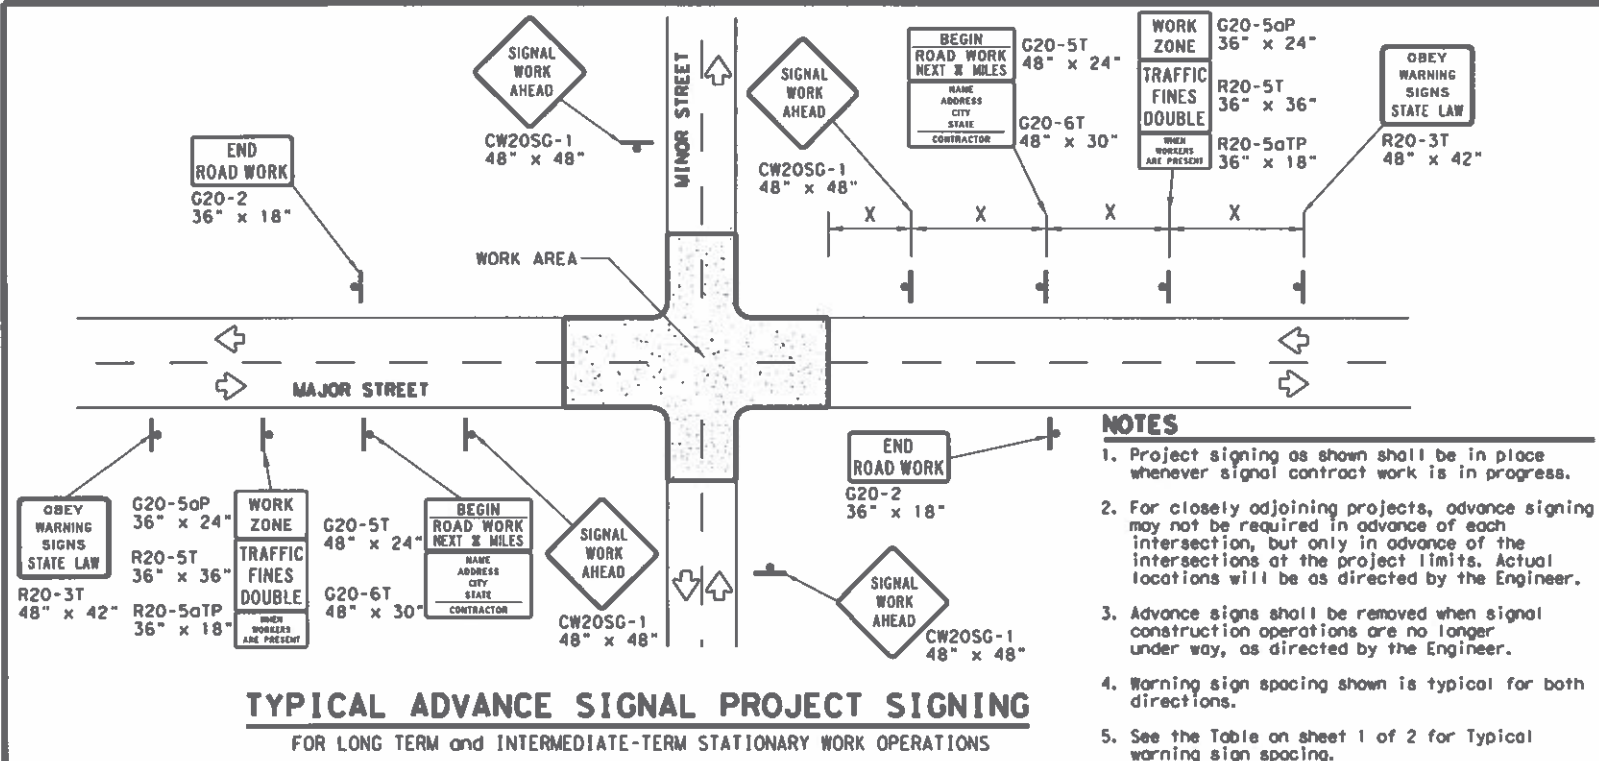 SIGNAL
WORK
AHEAD
CW20SG-1
48" x 48"
MINOR STREET
SIGNAL
WORK
AHEAD
CW20SG-1
48" x 48"
BEGIN
ROAD WORK
NEXT X MILES
NAME
ADDRESS
CITY
STATE
CONTRACTOR
G20-5T
48" x 24"
G20-6T
48" x 30"
WORK
ZONE
TRAFFIC
FINES
DOUBLE
WHEN
WORKERS
ARE PRESENT
G20-5aP
36" x 24"
R20-5T
36" x 36"
R20-5aTP
36" x 18"
OBEY
WARNING
SIGNS
STATE LAW
R20-3T
48" x 42"
END
ROAD WORK
G20-2
36" x 18"
X X X X
WORK AREA
MAJOR STREET
OBEY
WARNING
SIGNS
STATE LAW
R20-3T
48" x 42"
G20-5aP
36" x 24"
R20-5T
36" x 36"
R20-5aTP
36" x 18"
WORK
ZONE
TRAFFIC
FINES
DOUBLE
WHEN
WORKERS
ARE PRESENT
G20-5T
48" x 24"
G20-6T
48" x 30"
BEGIN
ROAD WORK
NEXT X MILES
NAME
ADDRESS
CITY
STATE
CONTRACTOR
SIGNAL
WORK
AHEAD
CW20SG-1
48" x 48"
END
ROAD WORK
G20-2
36" x 18"
SIGNAL
WORK
AHEAD
CW20SG-1
48" x 48"
TYPICAL ADVANCE SIGNAL PROJECT SIGNING
FOR LONG TERM and INTERMEDIATE-TERM STATIONARY WORK OPERATIONS
NOTES
1. Project signing as shown shall be in place
whenever signal contract work is in progress.
2. For closely adjoining projects, advance signing
may not be required in advance of each
intersection, but only in advance of the
intersections at the project limits. Actual
locations will be as directed by the Engineer.
3. Advance signs shall be removed when signal
construction operations are no longer
under way, as directed by the Engineer.
4. Warning sign spacing shown is typical for both
directions.
5. See the Table on sheet 1 of 2 for Typical
warning sign spacing.